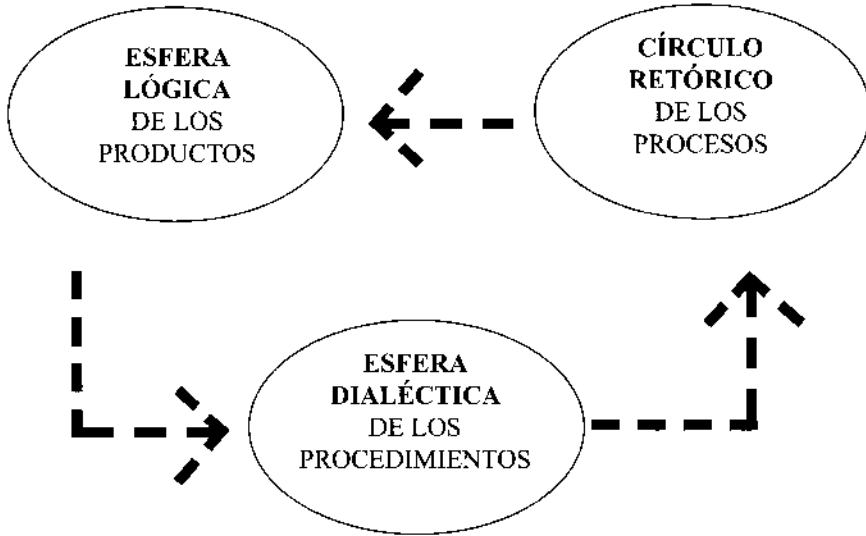 ESFERA
LÓGICA
DE LOS
PRODUCTOS
CÍRCULO
RETÓRICO
DE LOS
PROCESOS
ESFERA
DIALÉCTICA
DE LOS
PROCEDIMIENTOS